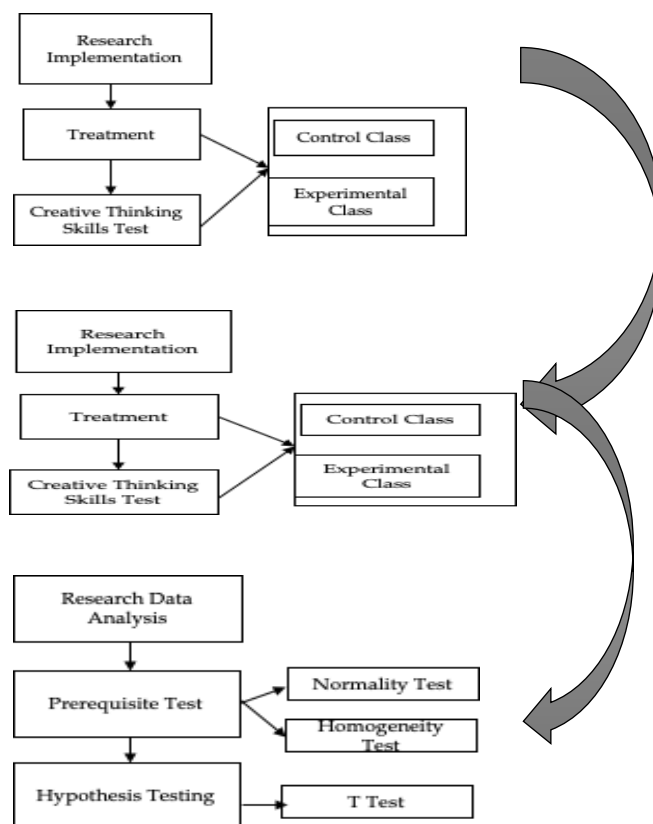 Research
Implementation
Treatment
Control Class
Experimental
Class
Creative Thinking
Skills Test
Research
Implementation
Treatment
Control Class
Experimental
Class
Creative Thinking
Skills Test
Research Data
Analysis
Prerequisite Test
Normality Test
Homogeneity
Test
Hypothesis Testing
T Test